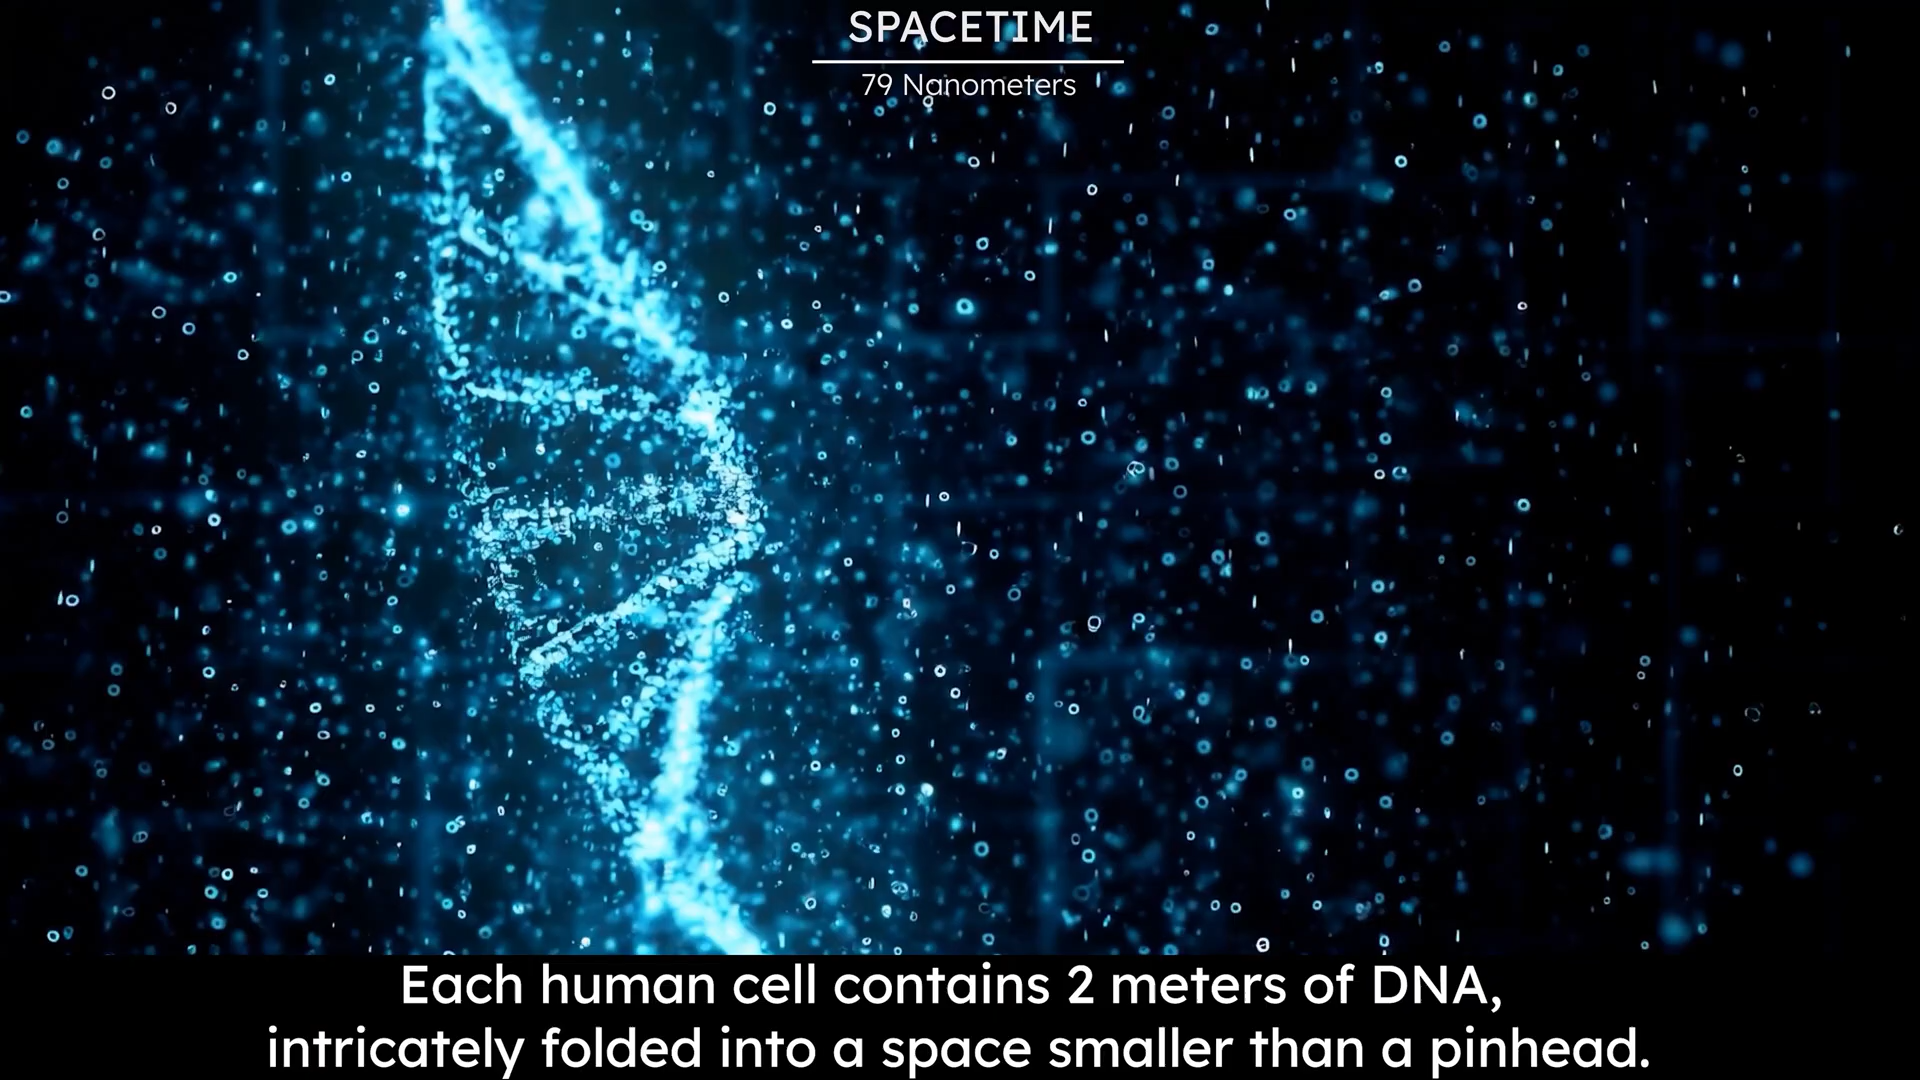 SPACETIME
79 Nanometers
Each human cell contains 2 meters of DNA,
intricately folded into a space smaller than a pinhead.